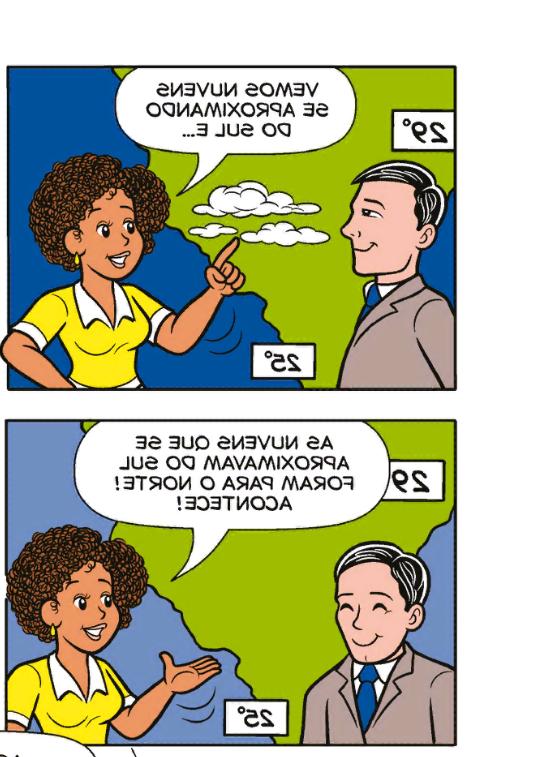 VEMOS NUVENS
SE APROXIMANDO
DO SUL E...
29°
25°
AS NUVENS QUE SE
APROXIMAVAM DO SUL
FORAM PARA O NORTE!
ACONTECE!
29
25°